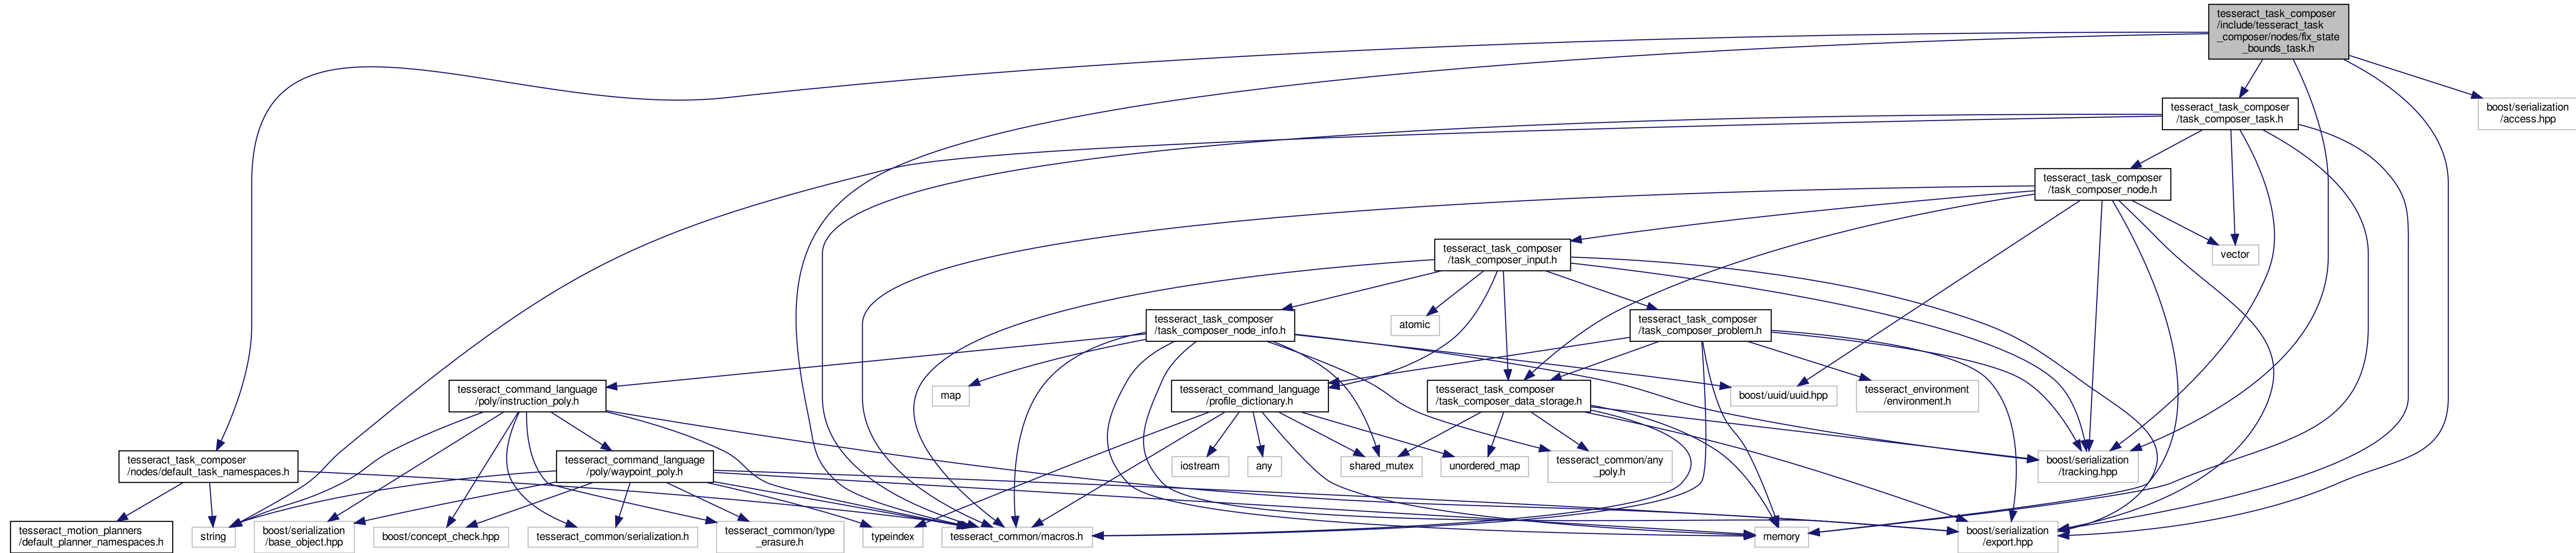 tesseract_task_composer
/include/tesseract_task
_composer/nodes/fix_state
_bounds_task.h
tesseract_task_composer
/task_composer_task.h
boost/serialization
/access.hpp
tesseract_task_composer
/task_composer_node.h
tesseract_task_composer
/task_composer_input.h
vector
tesseract_task_composer
/task_composer_node_info.h
atomic
tesseract_task_composer
/task_composer_problem.h
tesseract_command_language
/poly/instruction_poly.h
map
tesseract_command_language
/profile_dictionary.h
tesseract_task_composer
/task_composer_data_storage.h
boost/uuid/uuid.hpp
tesseract_environment
/environment.h
tesseract_task_composer
/nodes/default_task_namespaces.h
tesseract_command_language
/poly/waypoint_poly.h
iostream
any
shared_mutex
unordered_map
tesseract_common/any
_poly.h
boost/serialization
/tracking.hpp
tesseract_motion_planners
/default_planner_namespaces.h
string
boost/serialization
/base_object.hpp
boost/concept_check.hpp
tesseract_common/serialization.h
tesseract_common/type
_erasure.h
typeindex
tesseract_common/macros.h
memory
boost/serialization
/export.hpp